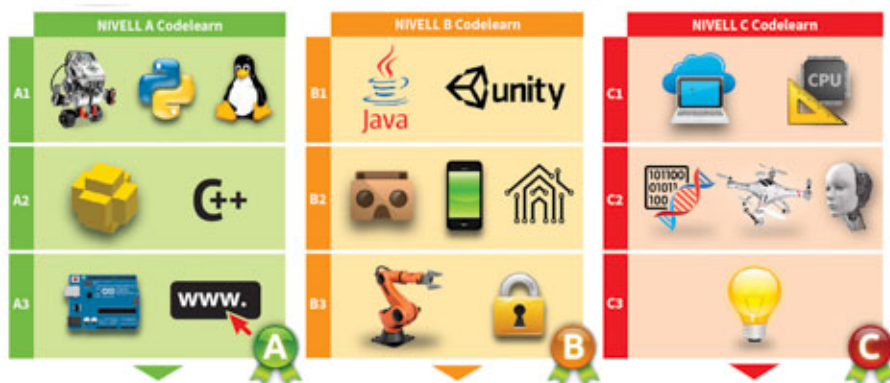 NIVELL A Codelearn
A1
A2
C++
A3
www.
A
NIVELL B Codelearn
B1
Java
unity
B2
B3
B
NIVELL C Codelearn
C1
CPU
C2
101100
01011
100
C3
C